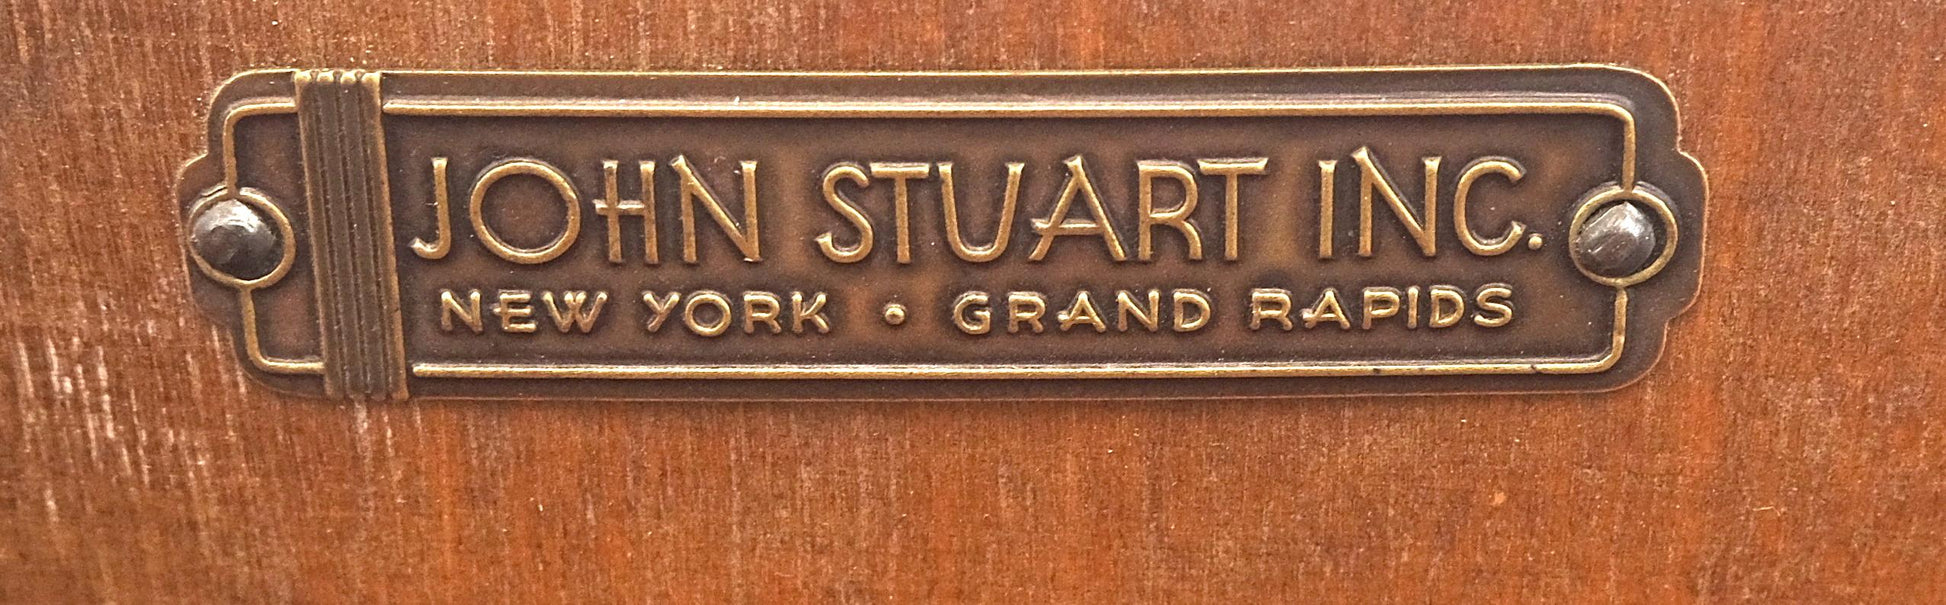 JOHN STUART INC.
NEW YORK • GRAND RAPIDS